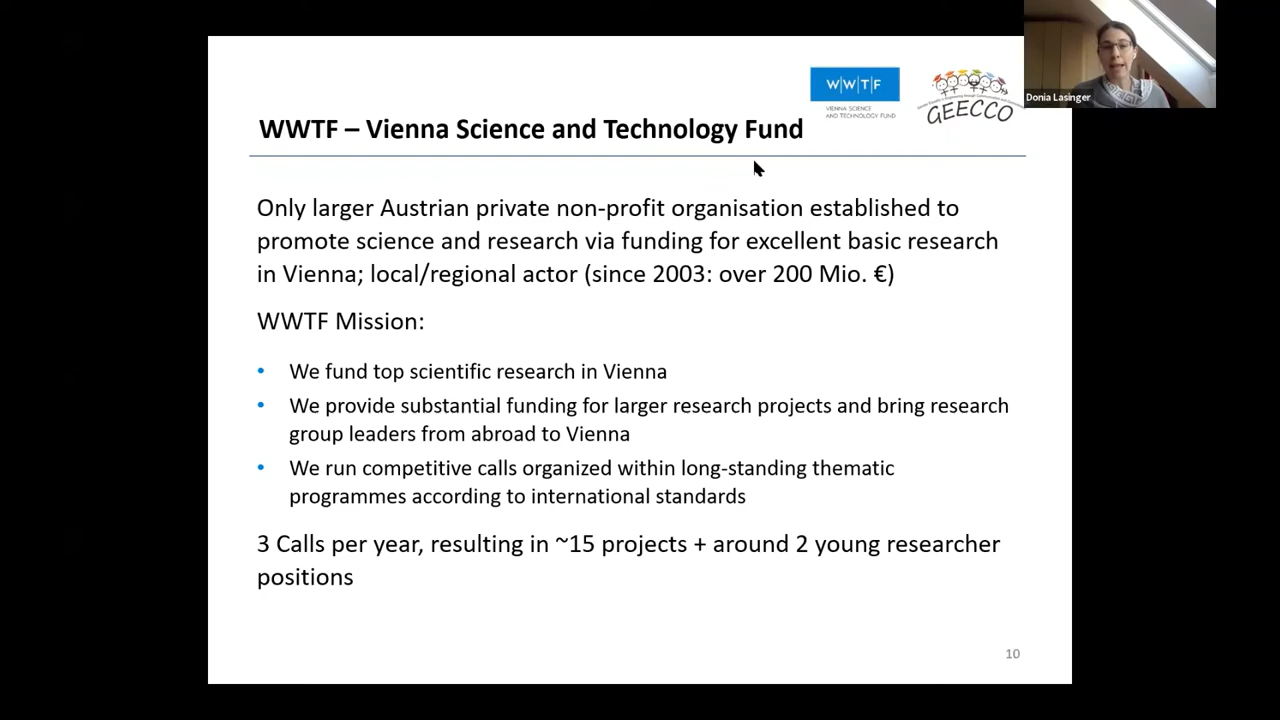 W|W|T|F
VIENNA SCIENCE
AND TECHNOLOGY FUND
GEECCO
Donia Lasinger
WWTF – Vienna Science and Technology Fund
Only larger Austrian private non-profit organisation established to
promote science and research via funding for excellent basic research
in Vienna; local/regional actor (since 2003: over 200 Mio. €)
WWTF Mission:
• We fund top scientific research in Vienna
• We provide substantial funding for larger research projects and bring research
group leaders from abroad to Vienna
• We run competitive calls organized within long-standing thematic
programmes according to international standards
3 Calls per year, resulting in ~15 projects + around 2 young researcher
positions
10